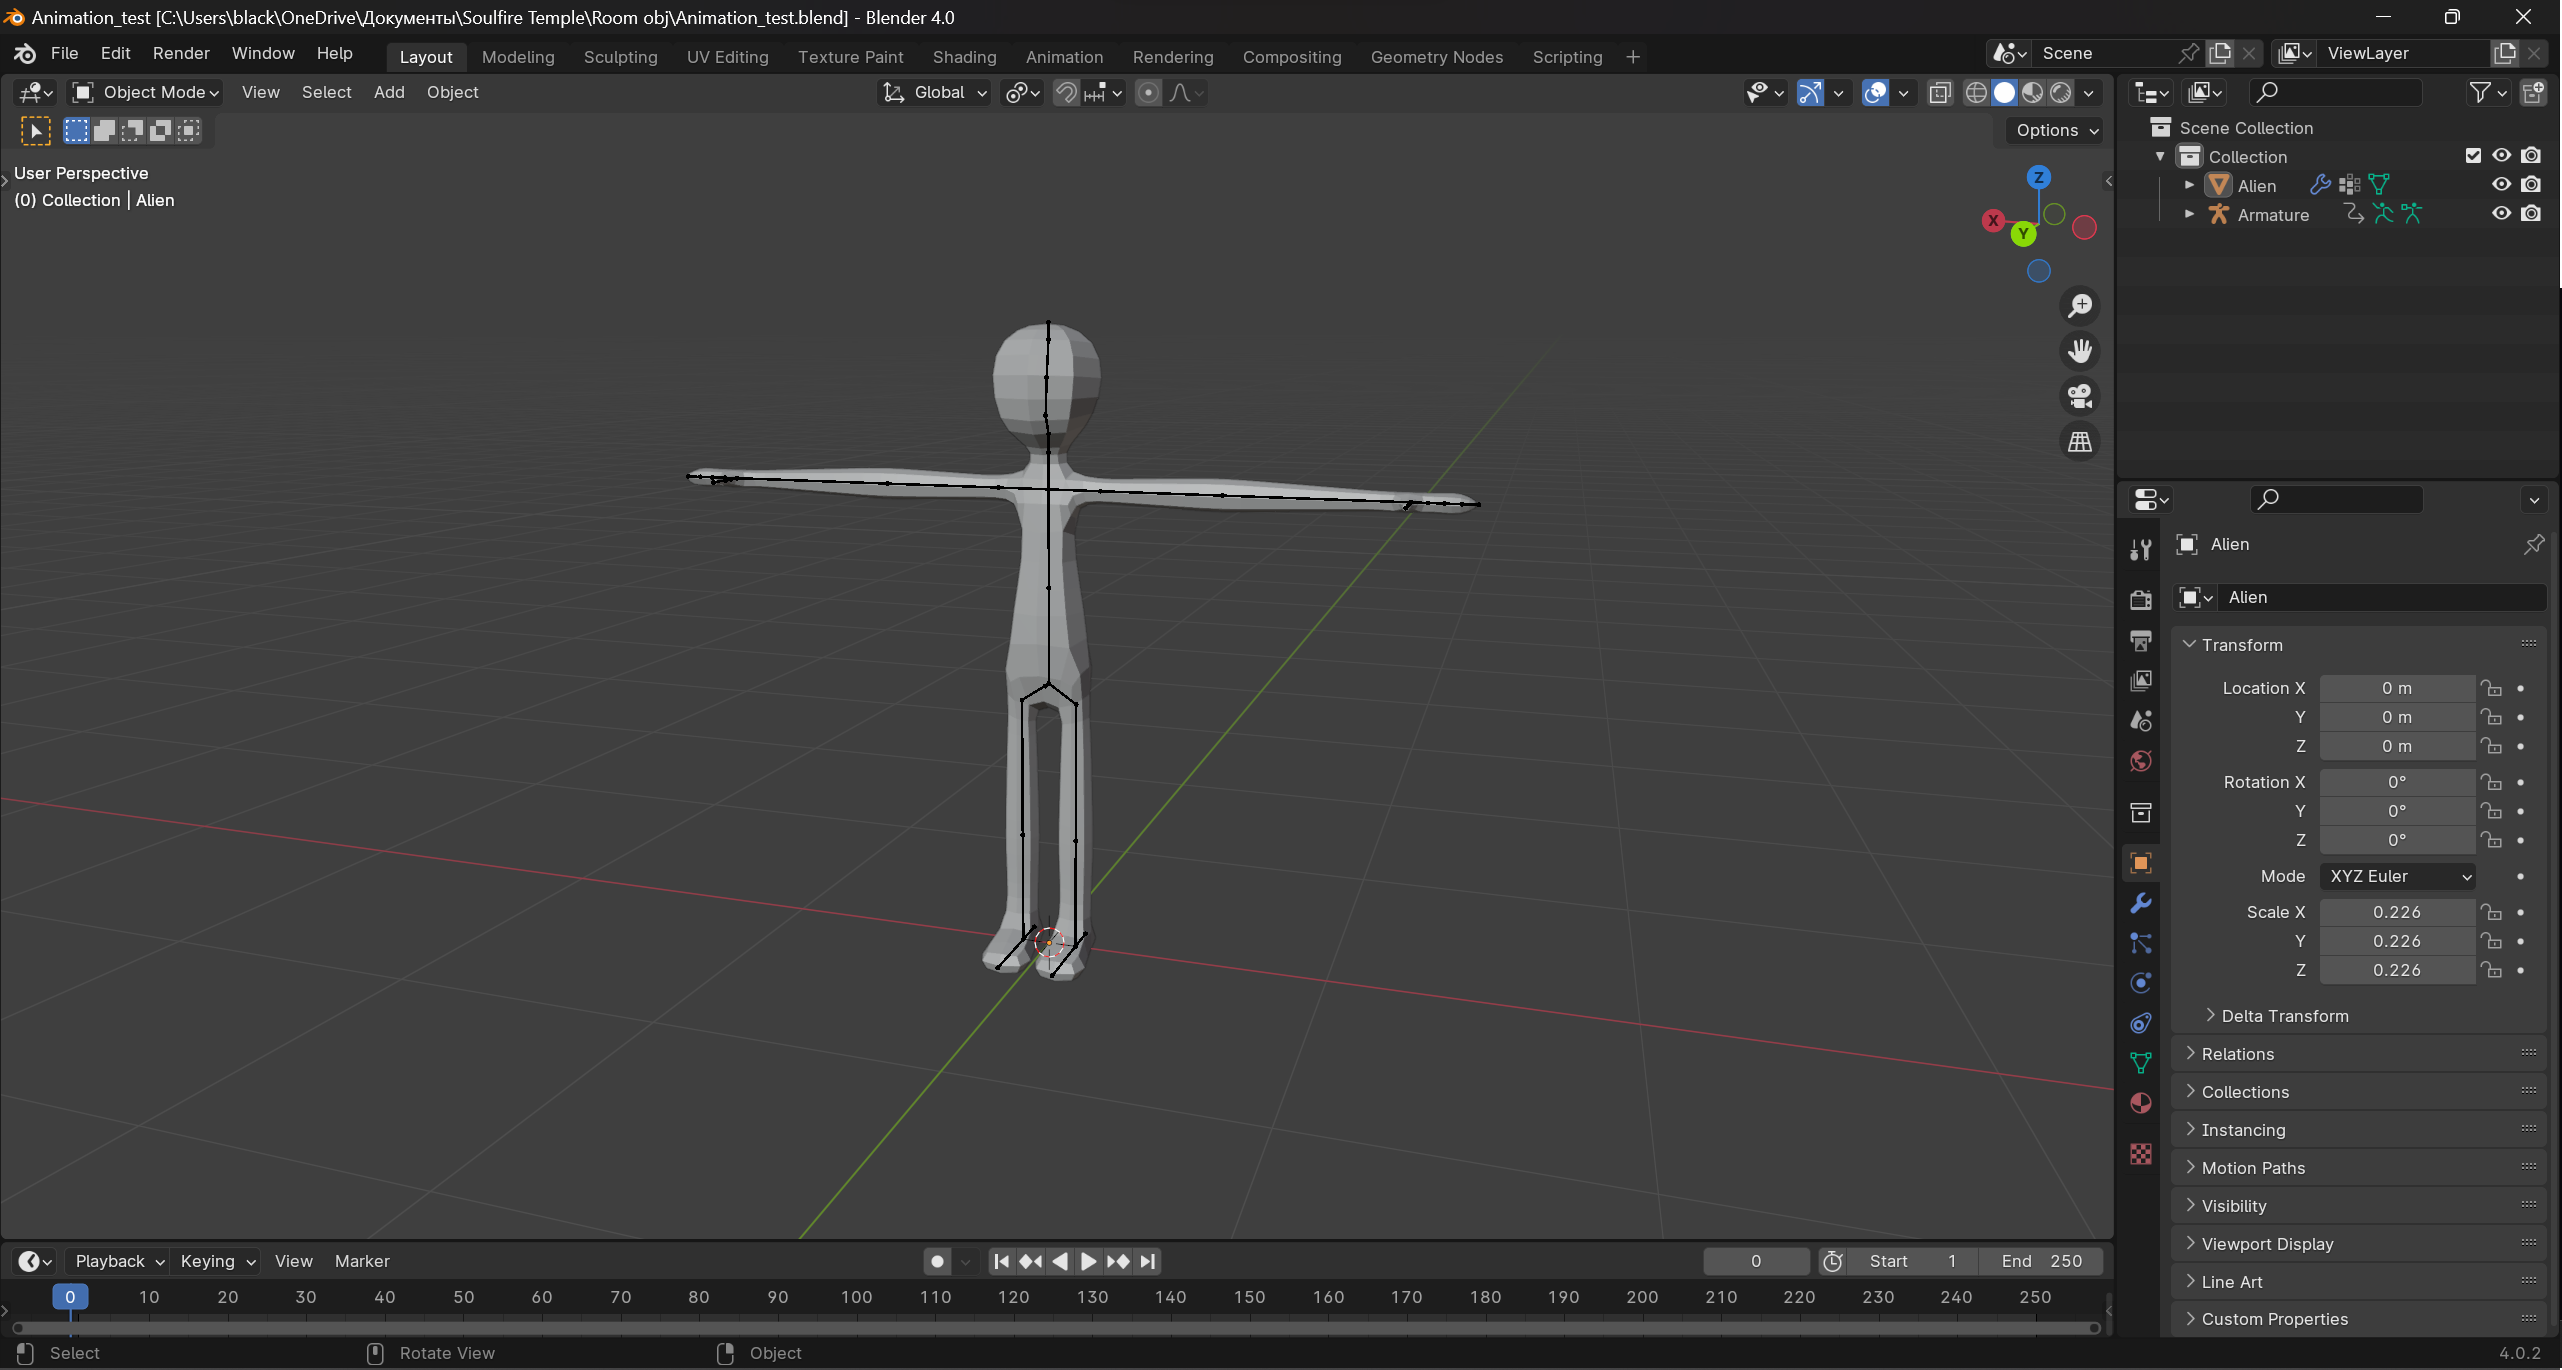 Animation_test [C:\Users\black\OneDrive\Документы\Soulfire Temple\Room obj\Animation_test.blend] - Blender 4.0
File Edit Render Window Help Layout Modeling Sculpting UV Editing Texture Paint Shading Animation Rendering Compositing Geometry Nodes Scripting + Scene ViewLayer
Object Mode View Select Add Object Global
Options
User Perspective
(0) Collection | Alien
Z
X
Y
Scene Collection
Collection
Alien
Armature
Alien
Alien
Transform
Location X 0 m
Y 0 m
Z 0 m
Rotation X 0°
Y 0°
Z 0°
Mode XYZ Euler
Scale X 0.226
Y 0.226
Z 0.226
Delta Transform
Relations
Collections
Instancing
Motion Paths
Visibility
Viewport Display
Line Art
Custom Properties
Playback Keying View Marker 0 Start 1 End 250
0 10 20 30 40 50 60 70 80 90 100 110 120 130 140 150 160 170 180 190 200 210 220 230 240 250
Select Rotate View Object 4.0.2